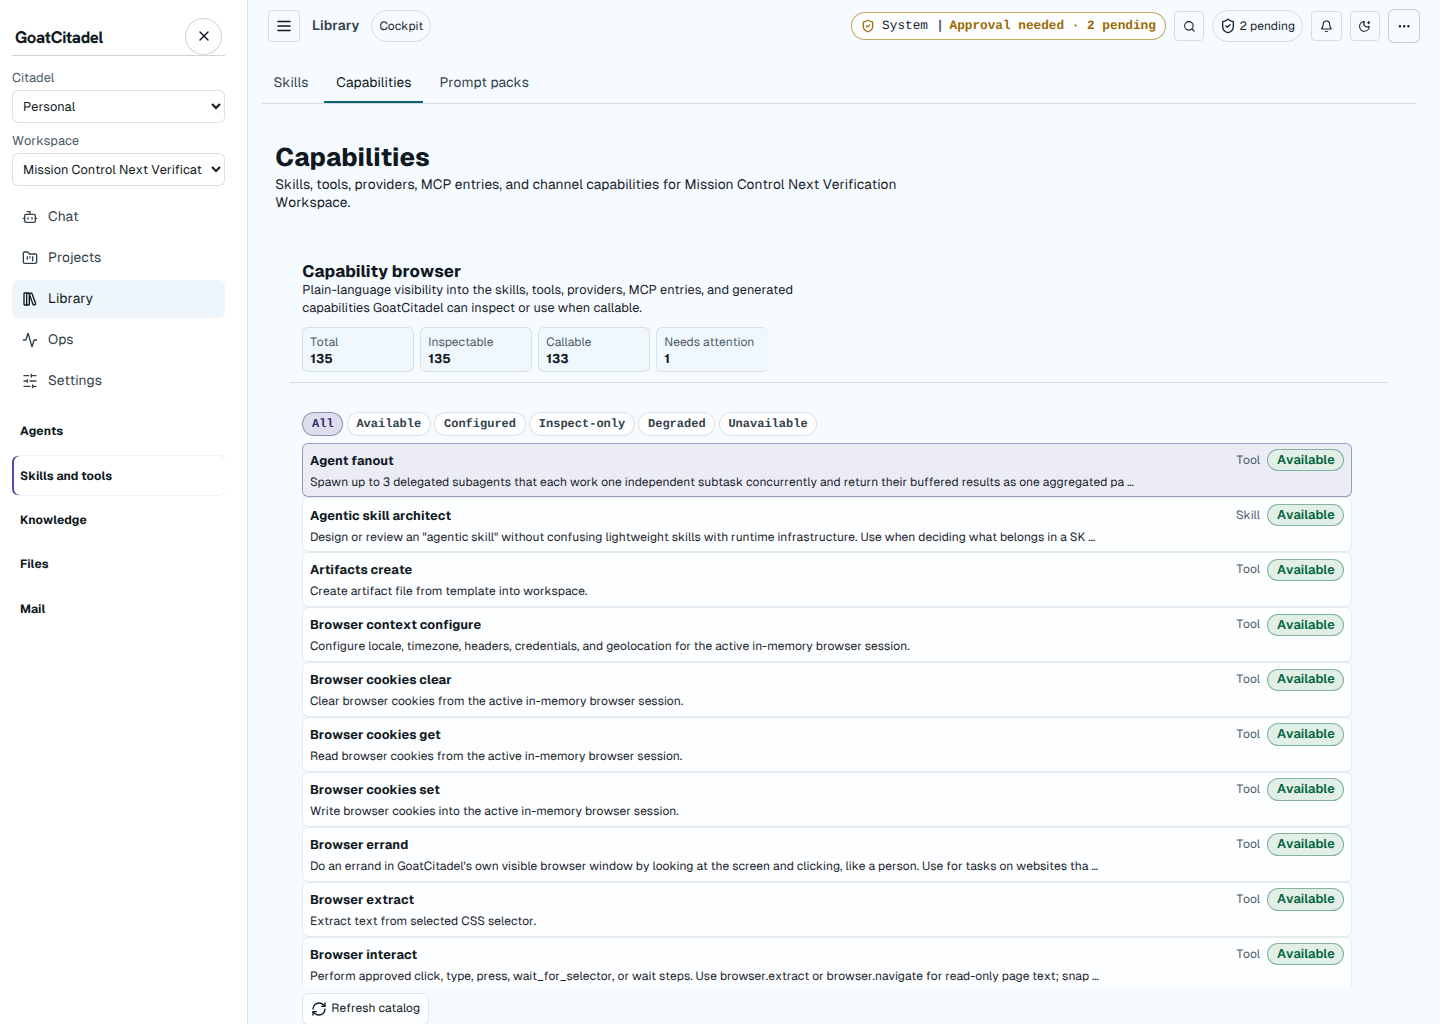 GoatCitadel
Citadel
Personal
Workspace
Mission Control Next Verificat
Chat
Projects
Library
Ops
Settings
Agents
Skills and tools
Knowledge
Files
Mail
Library
Cockpit
System | Approval needed · 2 pending
2 pending
Skills
Capabilities
Prompt packs
Capabilities
Skills, tools, providers, MCP entries, and channel capabilities for Mission Control Next Verification
Workspace.
Capability browser
Plain-language visibility into the skills, tools, providers, MCP entries, and generated
capabilities GoatCitadel can inspect or use when callable.
Total
135
Inspectable
135
Callable
133
Needs attention
1
All
Available
Configured
Inspect-only
Degraded
Unavailable
Agent fanout
Tool
Available
Spawn up to 3 delegated subagents that each work one independent subtask concurrently and return their buffered results as one aggregated pa ...
Agentic skill architect
Skill
Available
Design or review an "agentic skill" without confusing lightweight skills with runtime infrastructure. Use when deciding what belongs in a SK ...
Artifacts create
Tool
Available
Create artifact file from template into workspace.
Browser context configure
Tool
Available
Configure locale, timezone, headers, credentials, and geolocation for the active in-memory browser session.
Browser cookies clear
Tool
Available
Clear browser cookies from the active in-memory browser session.
Browser cookies get
Tool
Available
Read browser cookies from the active in-memory browser session.
Browser cookies set
Tool
Available
Write browser cookies into the active in-memory browser session.
Browser errand
Tool
Available
Do an errand in GoatCitadel's own visible browser window by looking at the screen and clicking, like a person. Use for tasks on websites tha ...
Browser extract
Tool
Available
Extract text from selected CSS selector.
Browser interact
Tool
Available
Perform approved click, type, press, wait_for_selector, or wait steps. Use browser.extract or browser.navigate for read-only page text; snap ...
Refresh catalog